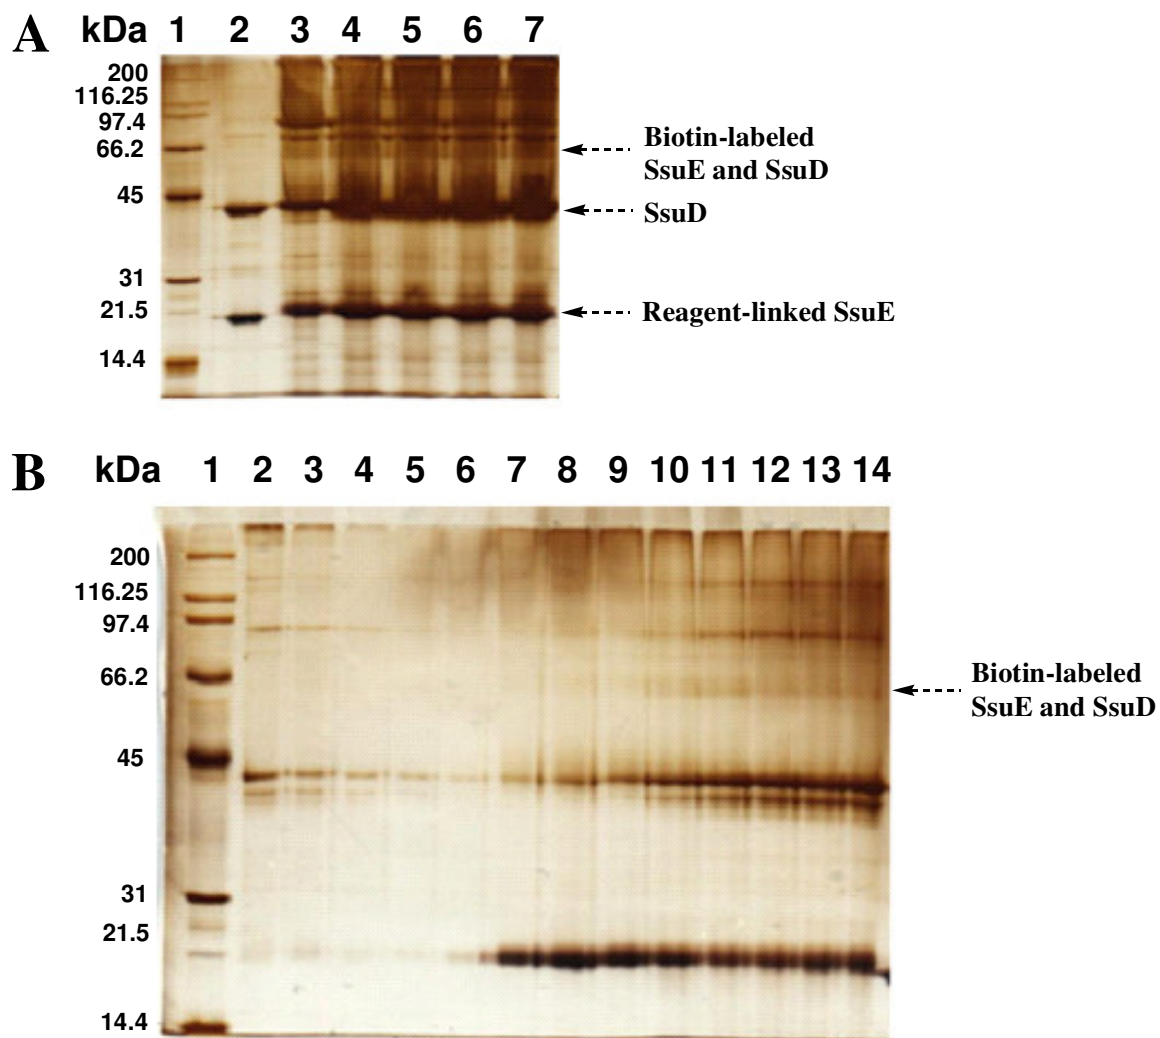 A kDa 1 2 3 4 5 6 7
200
116.25
97.4
66.2
45
31
21.5
14.4
Biotin-labeled
SsuE and SsuD
SsuD
Reagent-linked SsuE
B kDa 1 2 3 4 5 6 7 8 9 10 11 12 13 14
200
116.25
97.4
66.2
45
31
21.5
14.4
Biotin-labeled
SsuE and SsuD